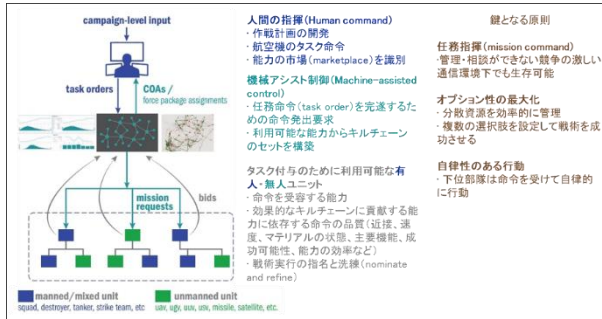 campaign-level input
task orders
COAs /
force package assignments
mission
requests
bids
manned/mixed unit
squad, destroyer, tanker, strike team, etc
unmanned unit
uav, ugv, uuv, usv, missile, satellite, etc.
人間の指揮(Human command)
・作戦計画の開発
・航空機のタスク命令
・能力の市場(marketplace)を識別
機械アシスト制御(Machine-assisted
control)
・任務命令(task order)を完遂するた
めの命令発出要求
・利用可能な能力からキルチェーン
のセットを構築
タスク付与のために利用可能な有
人・無人ユニット
・命令を受容する能力
・効果的なキルチェーンに貢献する能
力に依存する命令の品質(近接、速
度、マテリアルの状態、主要機能、成
功可能性、能力の効率など)
・戦術実行の指名と洗練(nominate
and refine)
鍵となる原則
任務指揮(mission command)
・管理・相談ができない競争の激しい
通信環境下でも生存可能
オプション性の最大化
・分散資源を効率的に管理
・複数の選択肢を設定して戦術を成
功させる
自律性のある行動
・下位部隊は命令を受けて自律的
に行動